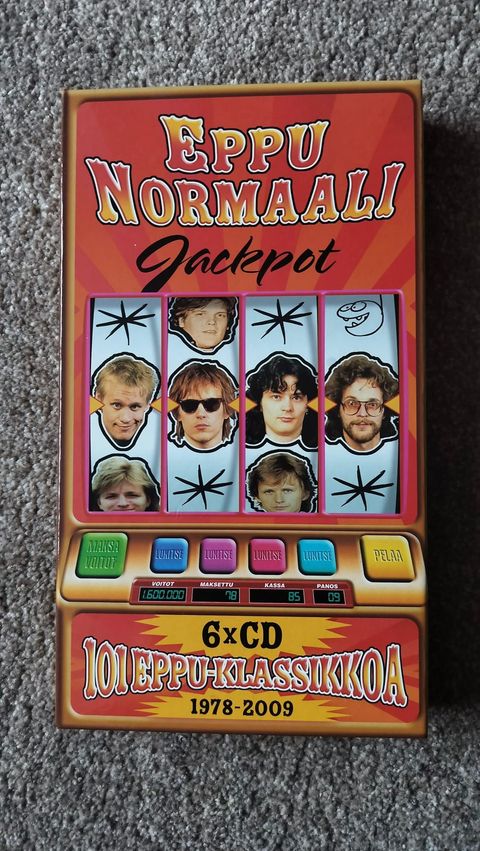 EPPU
NORMAALI
Jackpot
MAKSA
VOITOT
LUKITSE
LUKITSE
LUKITSE
LUKITSE
PELAA
VOITOT MAKSETTU KASSA PANOS
1.600.000 78 85 09
6xCD
101 EPPU-KLASSIKKOA
1978-2009